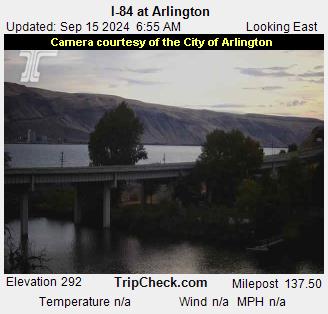 I-84 at Arlington
Updated: Sep 15 2024 6:55 AM Looking East
Camera courtesy of the City of Arlington
Elevation 292 TripCheck.com Milepost 137.50
Temperature n/a Wind n/a MPH n/a